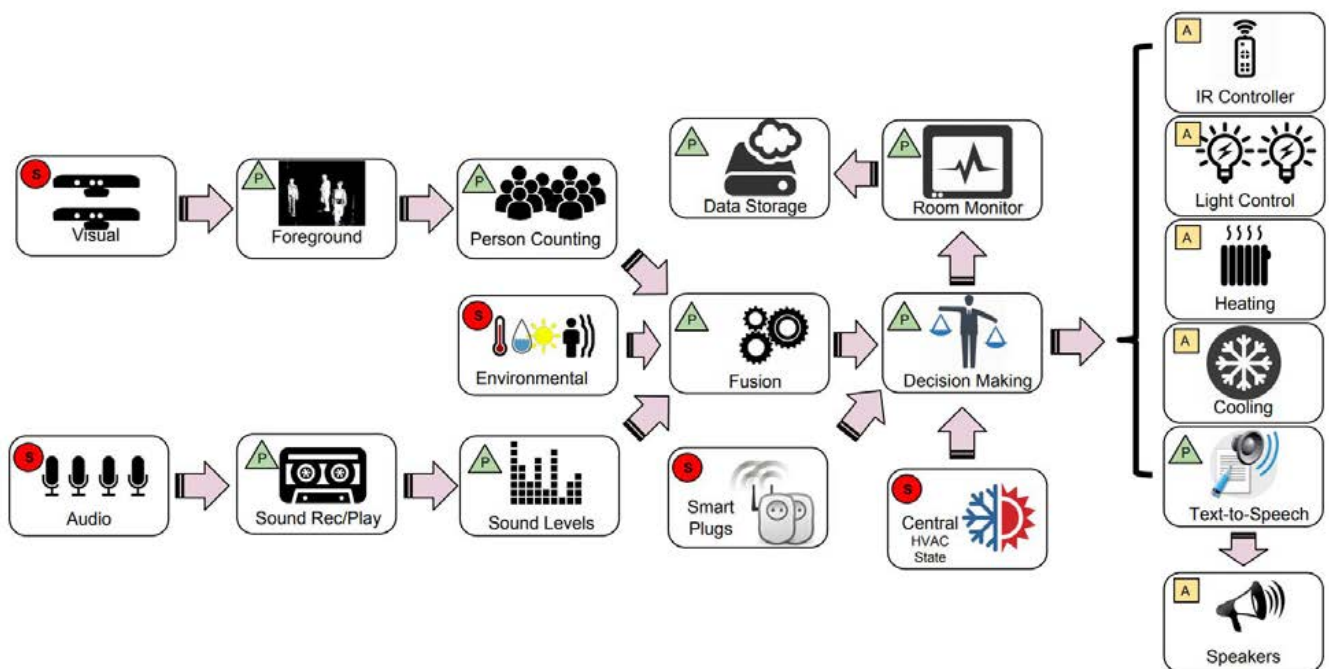 A
IR Controller
A
Light Control
A
Heating
A
Cooling
P
Text-to-Speech
A
Speakers
S
Visual
P
Foreground
P
Person Counting
P
Data Storage
P
Room Monitor
S
Environmental
P
Fusion
P
Decision Making
S
Audio
P
Sound Rec/Play
P
Sound Levels
S
Smart
Plugs
S
Central
HVAC
State